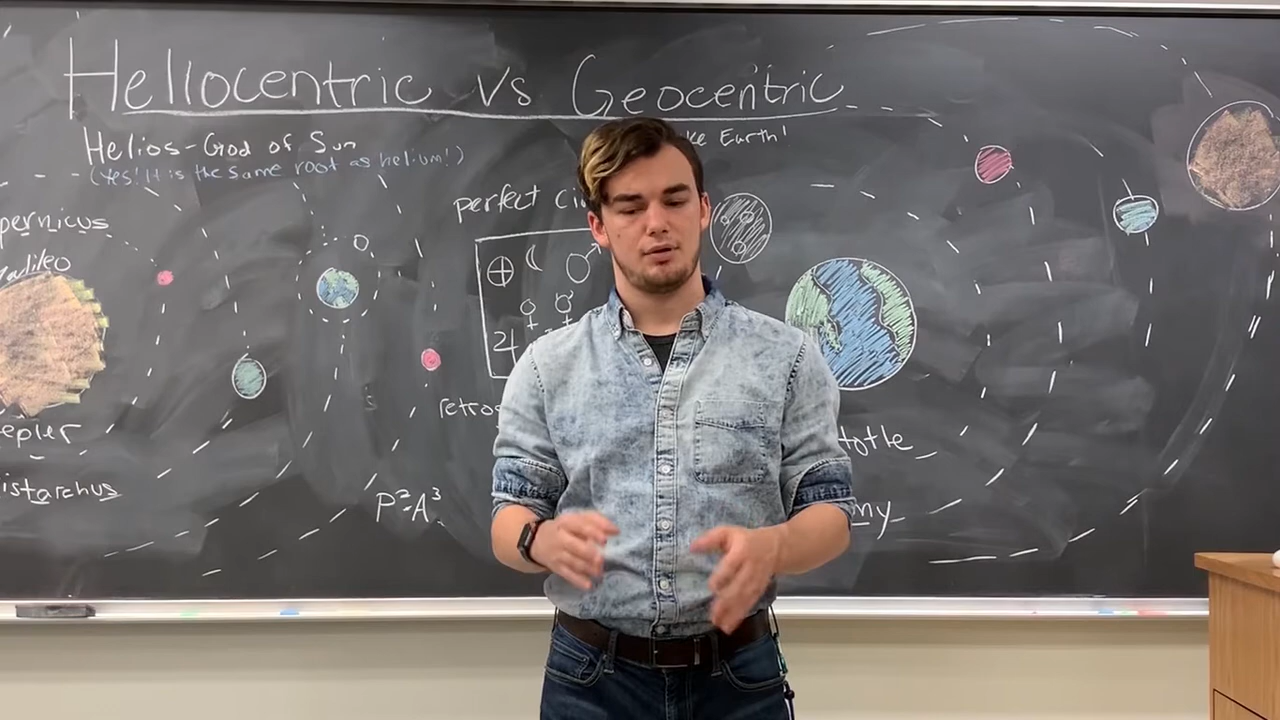 Heliocentric vs Geocentric
Helios-God of Sun
(Yes! It is the same root as helium!)
ke Earth!
pernicus
perfect ci
Galileo
retro
epler
totle
istarchus
P²=A³
my